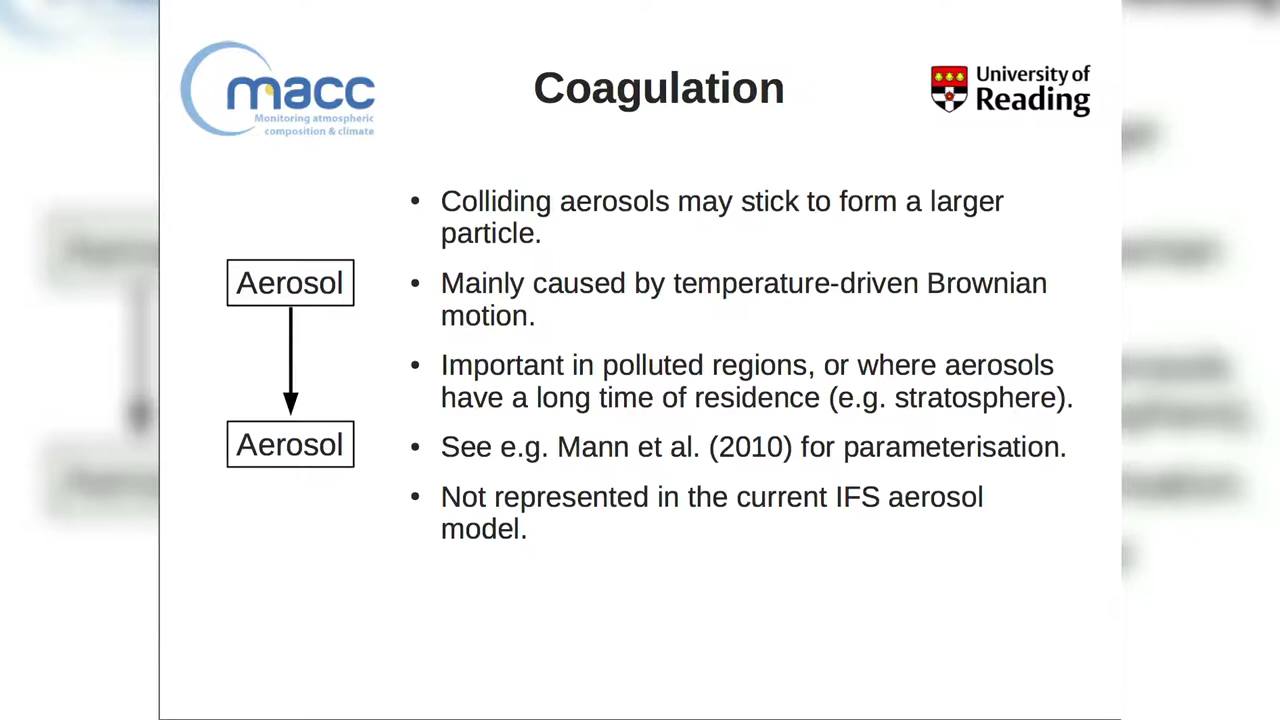 macc
Monitoring atmospheric
composition & climate
Coagulation
University of
Reading
• Colliding aerosols may stick to form a larger
particle.
Aerosol
• Mainly caused by temperature-driven Brownian
motion.
• Important in polluted regions, or where aerosols
have a long time of residence (e.g. stratosphere).
Aerosol
• See e.g. Mann et al. (2010) for parameterisation.
• Not represented in the current IFS aerosol
model.